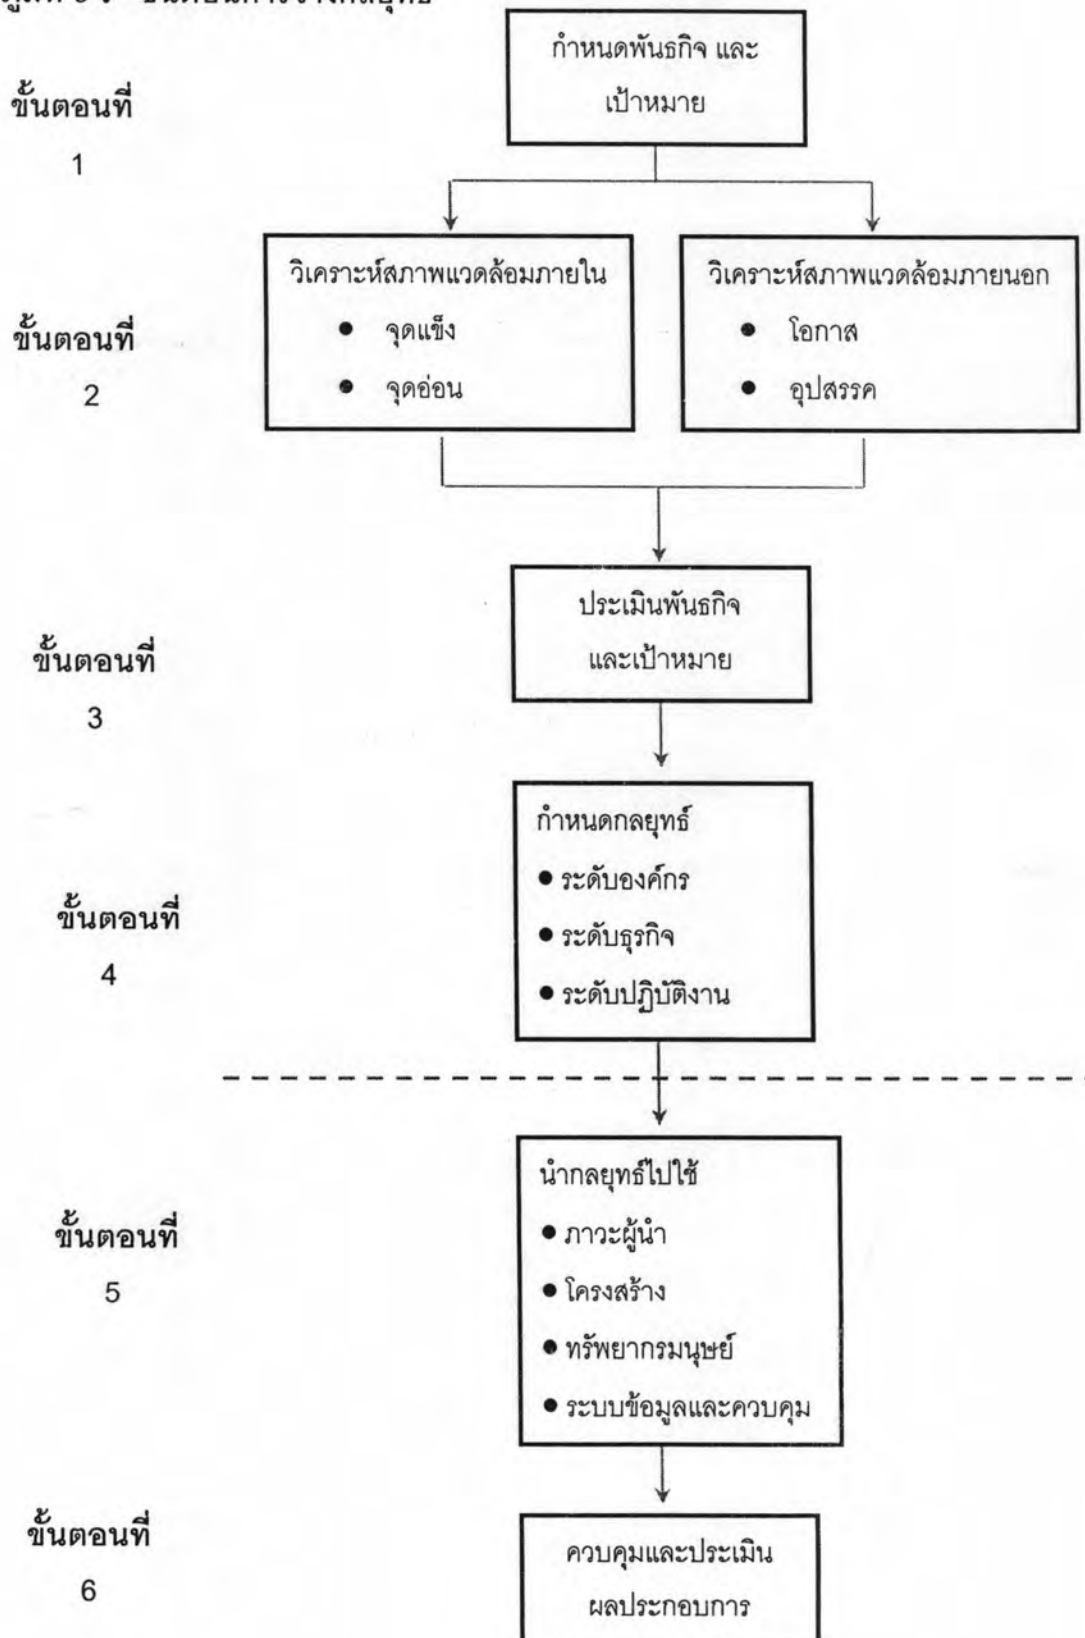 กำหนดพันธกิจ และ
เป้าหมาย
ขั้นตอนที่
1
วิเคราะห์สภาพแวดล้อมภายใน
● จุดแข็ง
● จุดอ่อน
วิเคราะห์สภาพแวดล้อมภายนอก
● โอกาส
● อุปสรรค
ขั้นตอนที่
2
ประเมินพันธกิจ
และเป้าหมาย
ขั้นตอนที่
3
กำหนดกลยุทธ์
● ระดับองค์กร
● ระดับธุรกิจ
● ระดับปฏิบัติงาน
ขั้นตอนที่
4
นำกลยุทธ์ไปใช้
● ภาวะผู้นำ
● โครงสร้าง
● ทรัพยากรมนุษย์
● ระบบข้อมูลและควบคุม
ขั้นตอนที่
5
ควบคุมและประเมิน
ผลประกอบการ
ขั้นตอนที่
6